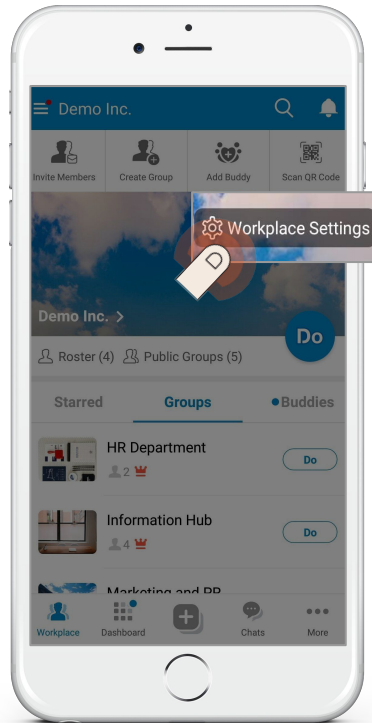 Demo Inc.
Invite Members
Create Group
Add Buddy
Scan QR Code
Workplace Settings
Demo Inc. >
Do
Roster (4) Public Groups (5)
Starred Groups Buddies
HR Department
Do
2
Information Hub
Do
4
Marketing and PR
Workplace Dashboard Chats More